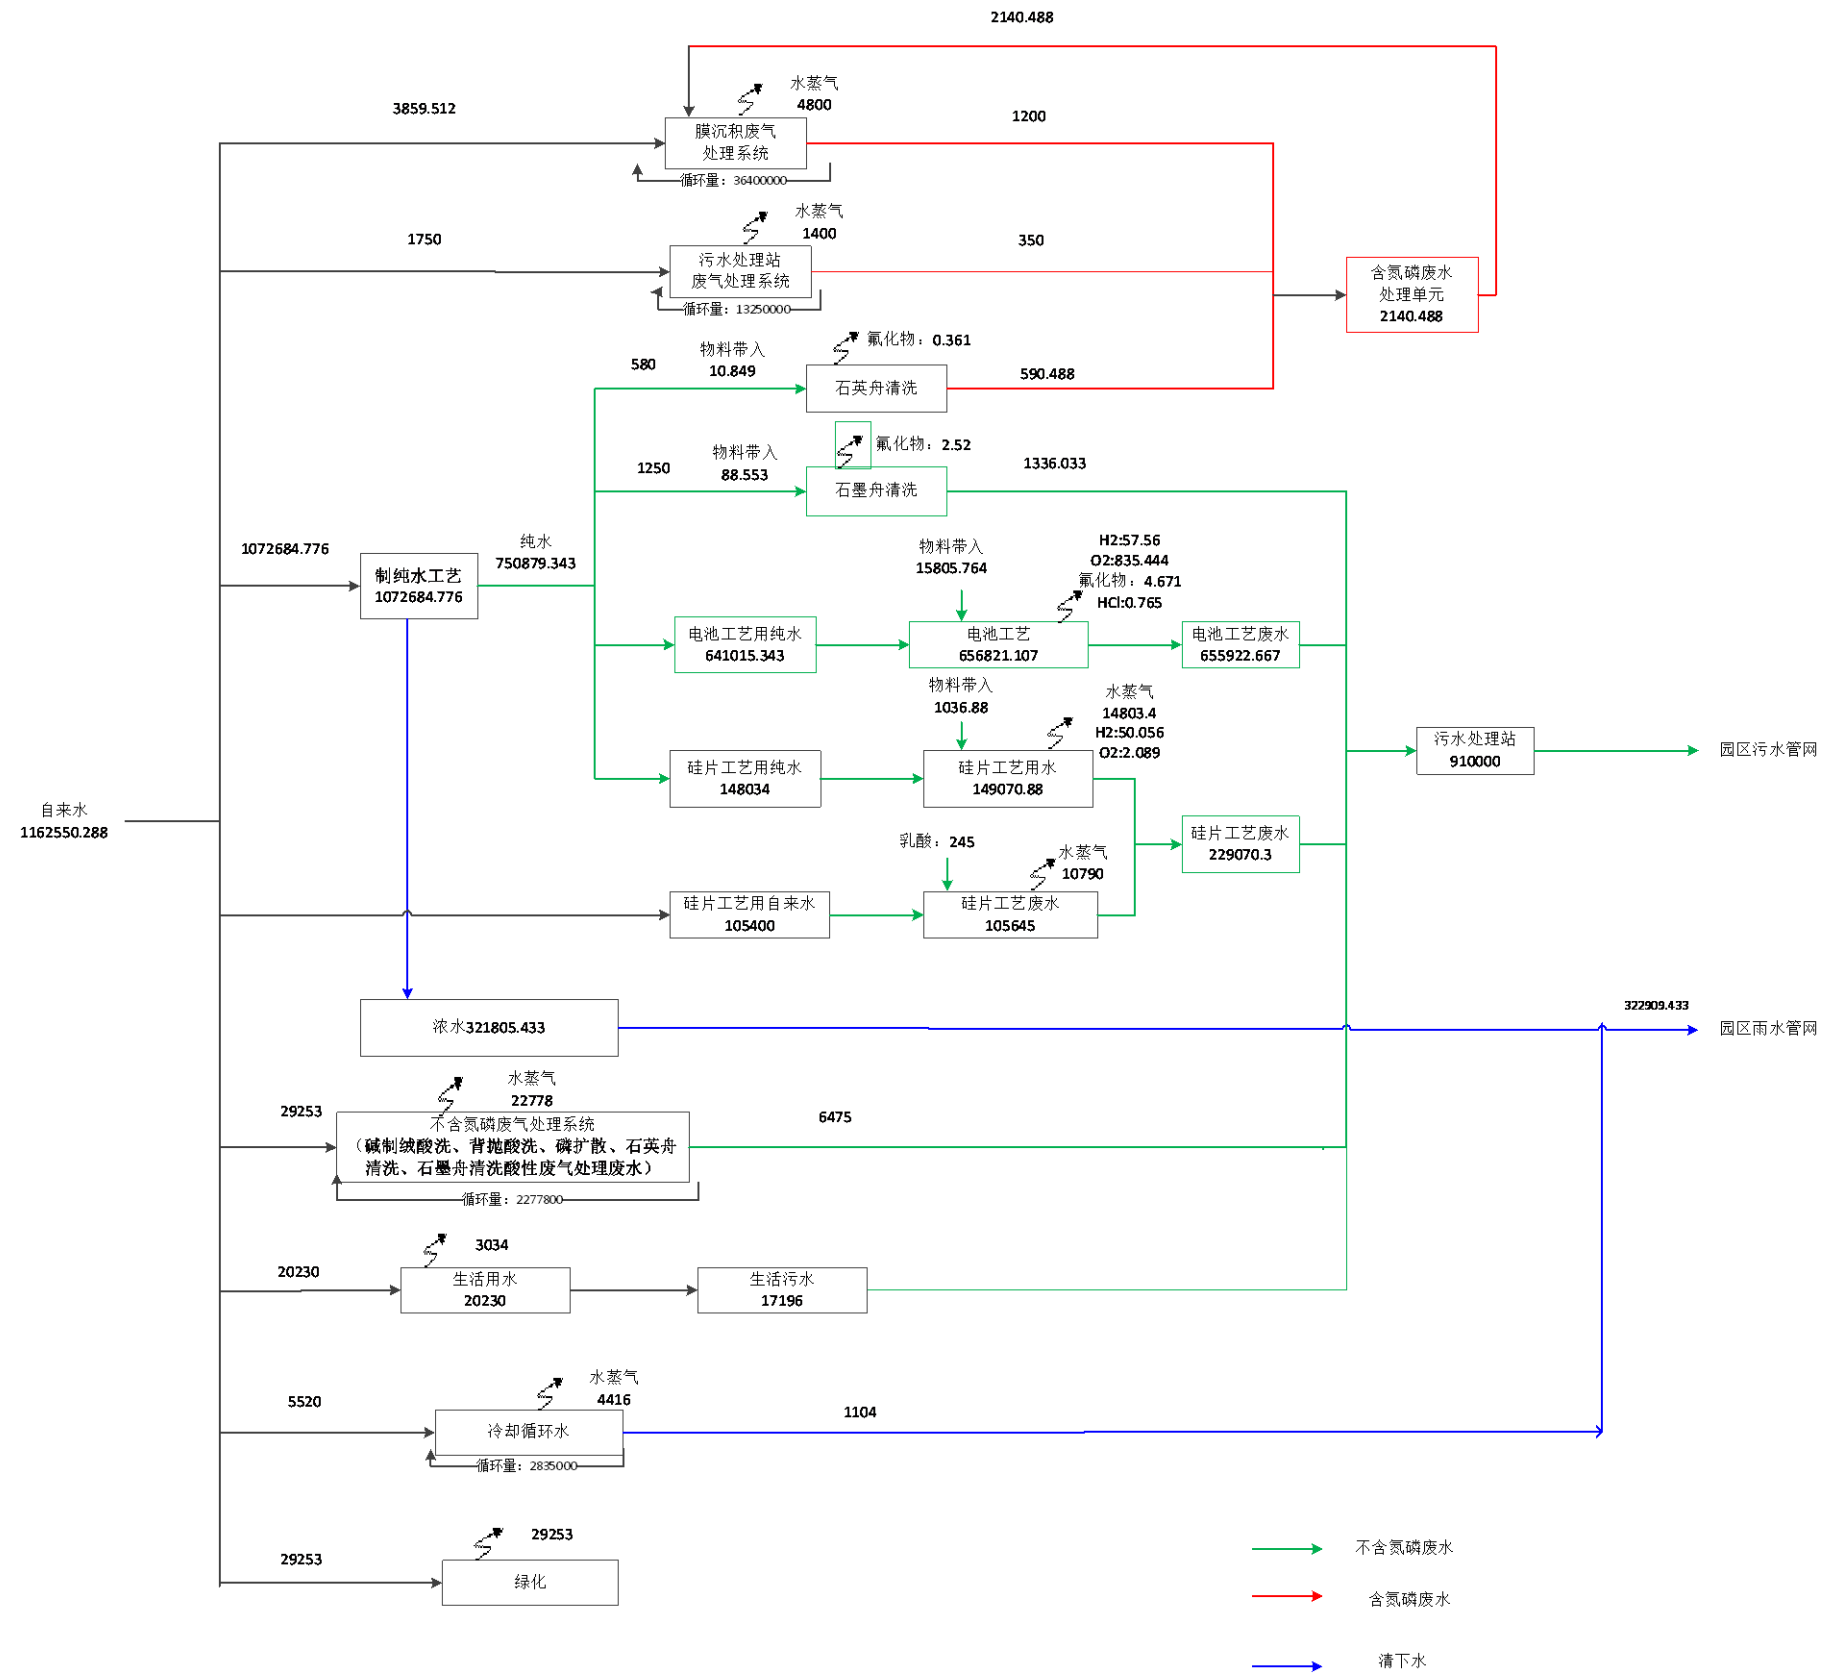 2140.488
水蒸气
4800
3859.512
1200
膜沉积废气
处理系统
循环量：36400000
水蒸气
1400
1750
350
污水处理站
废气处理系统
循环量：13250000
含氮磷废水
处理单元
2140.488
580
物料带入
10.849
氟化物：0.361
590.488
石英舟清洗
1250
物料带入
88.553
氟化物：2.52
1336.033
石墨舟清洗
1072684.776
制纯水工艺
1072684.776
纯水
750879.343
物料带入
15805.764
H2:57.56
O2:835.444
氟化物：4.671
HCl:0.765
电池工艺用纯水
641015.343
电池工艺
656821.107
电池工艺废水
655922.667
物料带入
1036.88
水蒸气
14803.4
H2:50.056
O2:2.089
硅片工艺用纯水
148034
硅片工艺用水
149070.88
污水处理站
910000
园区污水管网
自来水
1162550.288
乳酸：245
水蒸气
10790
硅片工艺废水
229070.3
硅片工艺用自来水
105400
硅片工艺废水
105645
浓水321805.433
322909.433
园区雨水管网
水蒸气
22778
29253
6475
不含氮磷废气处理系统
（碱制绒酸洗、背抛酸洗、磷扩散、石英舟
清洗、石墨舟清洗酸性废气处理废水）
循环量：2277800
3034
20230
生活用水
20230
生活污水
17196
水蒸气
4416
5520
1104
冷却循环水
循环量：2835000
29253
29253
绿化
不含氮磷废水
含氮磷废水
清下水